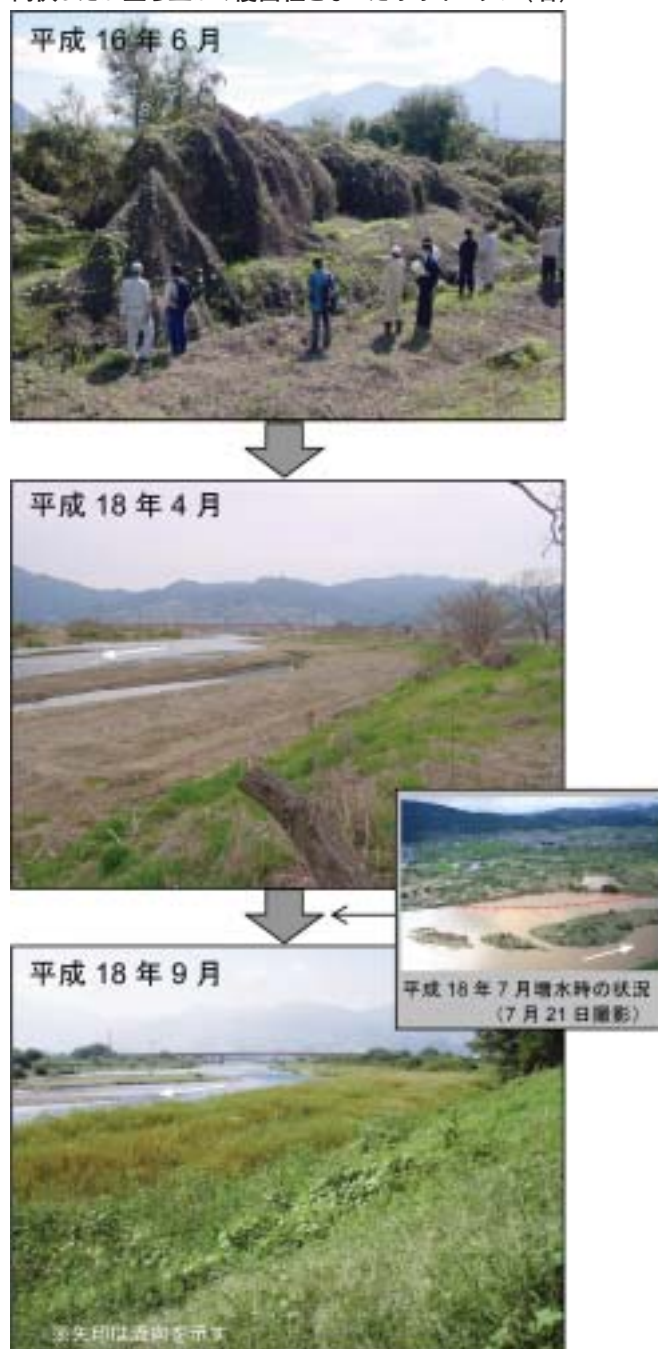 平成 16 年 6 月
平成 18 年 4 月
平成 18 年 7 月増水時の状況
（7 月 21 日撮影）
平成 18 年 9 月
※矢印は流向を示す